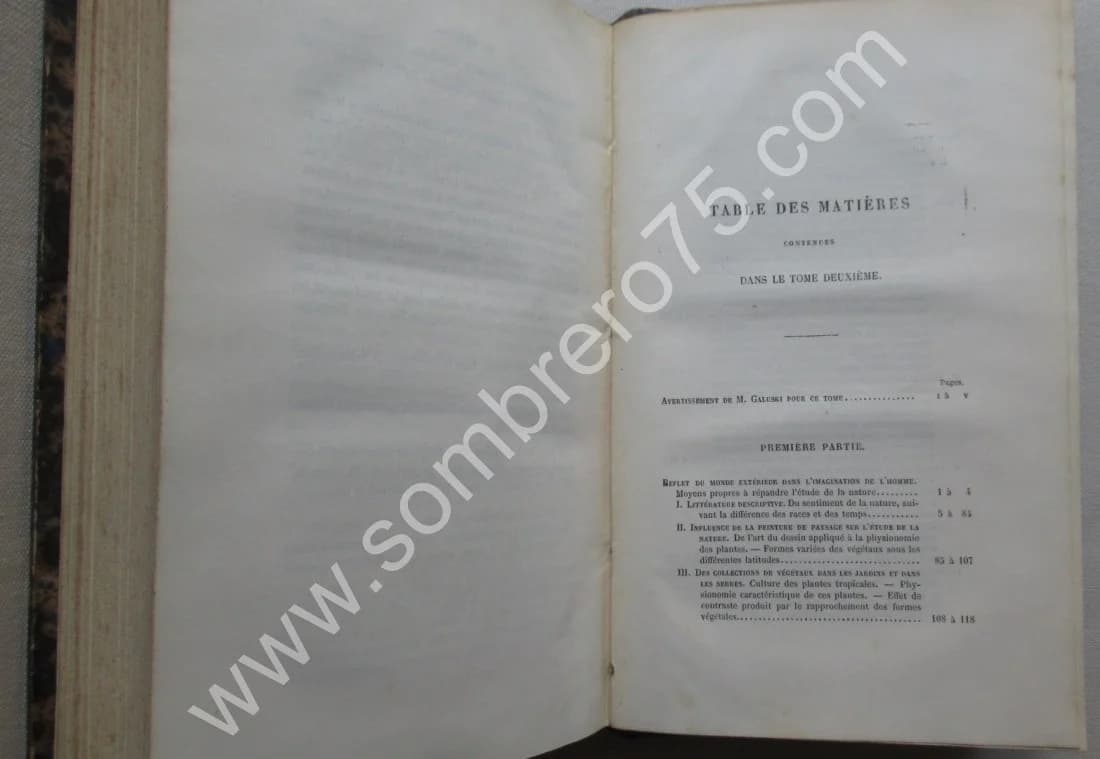 TABLE DES MATIÈRES
CONTENUES
DANS LE TOME DEUXIÈME.
Pages.
AVERTISSEMENT DE M. GALUSKI POUR CE TOME............... I à V
PREMIÈRE PARTIE.
REFLET DU MONDE EXTÉRIEUR DANS L'IMAGINATION DE L'HOMME.
Moyens propres à répandre l'étude de la nature......... 1 à 4
I. LITTÉRATURE DESCRIPTIVE. Du sentiment de la nature, sui-
vant la différence des races et des temps........... 5 à 84
II. INFLUENCE DE LA PEINTURE DE PAYSAGE SUR L'ÉTUDE DE LA
NATURE. De l'art du dessin appliqué à la physionomie
des plantes. — Formes variées des végétaux sous les
différentes latitudes.............................. 85 à 107
III. DES COLLECTIONS DE VÉGÉTAUX DANS LES JARDINS ET DANS
LES SERRES. Culture des plantes tropicales. — Phy-
sionomie caractéristique de ces plantes. — Effet de
contraste produit par le rapprochement des formes
végétales........................................ 108 à 118
www.sombrero75.com